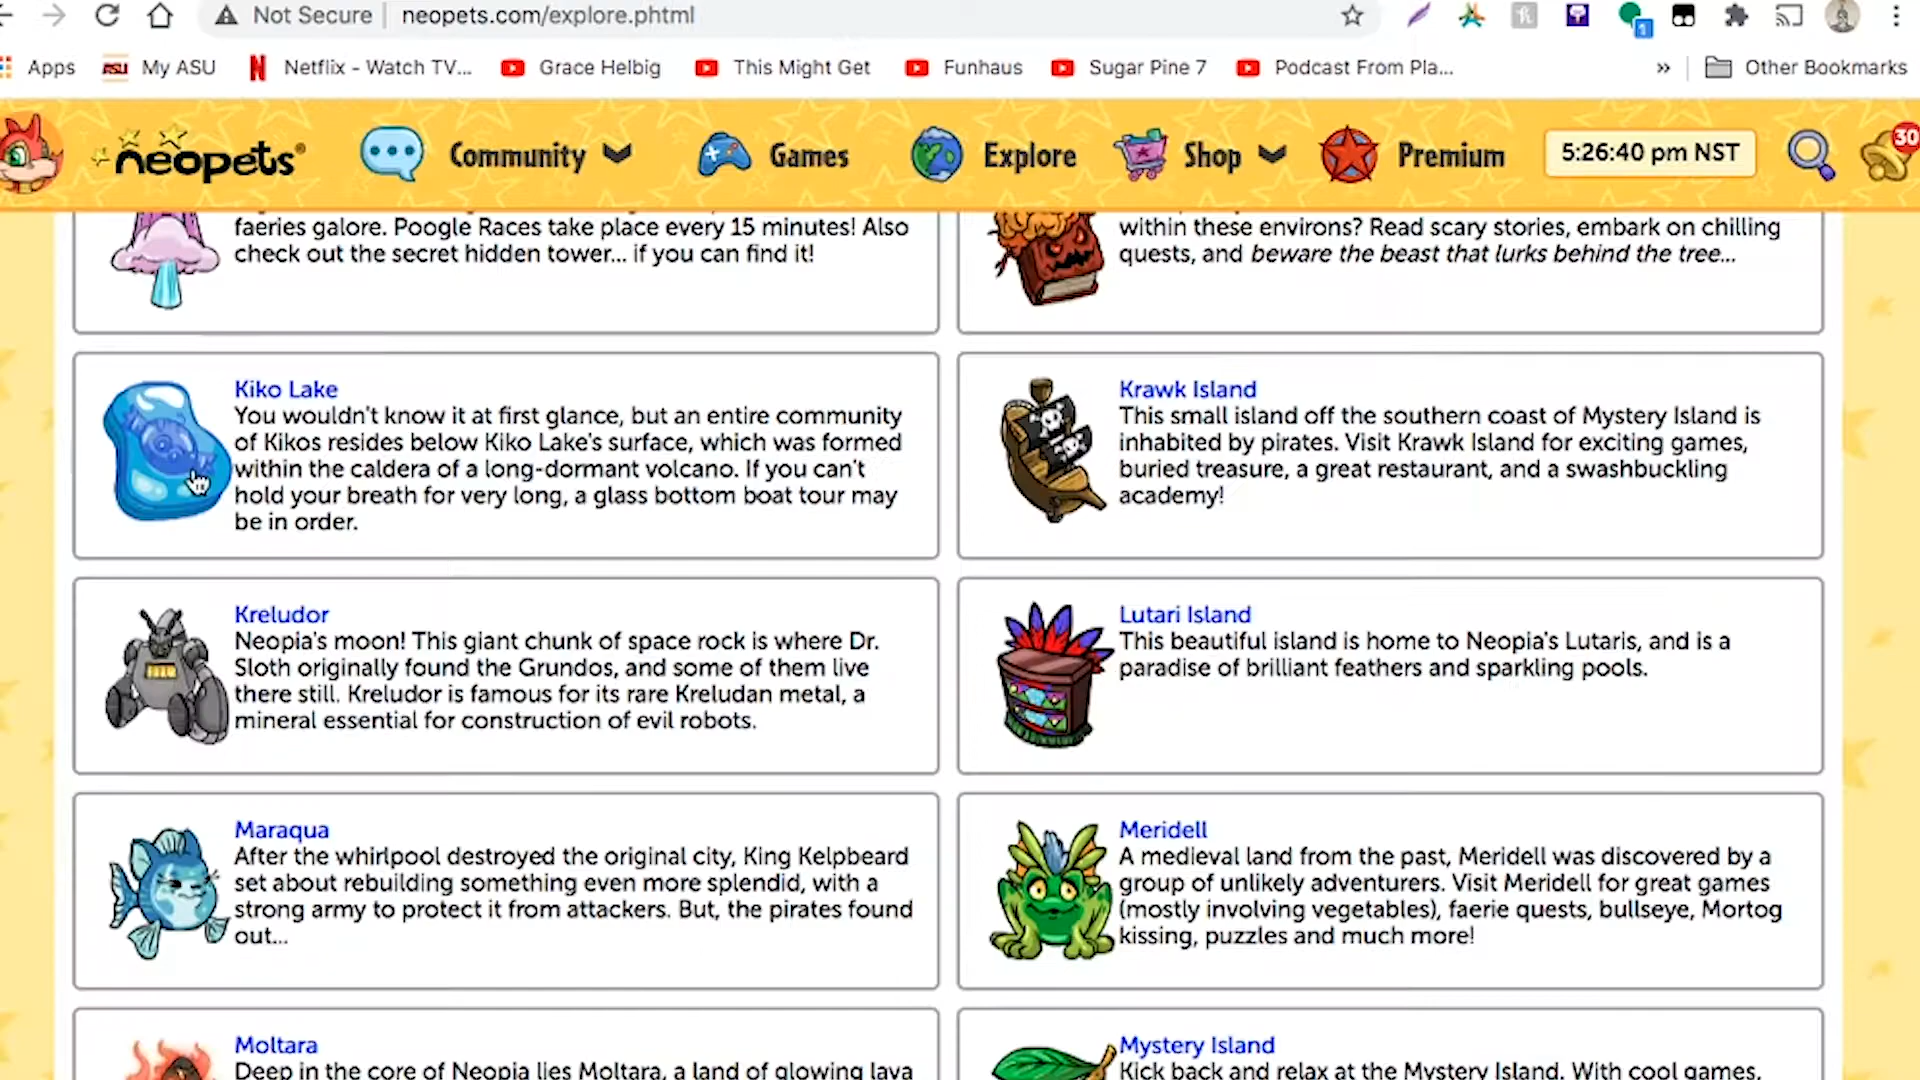 Not Secure
neopets.com/explore.phtml
1
Apps
ASU
My ASU
Netflix - Watch TV...
Grace Helbig
This Might Get
Funhaus
Sugar Pine 7
Podcast From Pla...
»
Other Bookmarks
neopets®
Community
Games
Explore
Shop
Premium
5:26:40 pm NST
30
faeries galore. Poogle Races take place every 15 minutes! Also
check out the secret hidden tower... if you can find it!
within these environs? Read scary stories, embark on chilling
quests, and beware the beast that lurks behind the tree...
Kiko Lake
You wouldn't know it at first glance, but an entire community
of Kikos resides below Kiko Lake's surface, which was formed
within the caldera of a long-dormant volcano. If you can't
hold your breath for very long, a glass bottom boat tour may
be in order.
Krawk Island
This small island off the southern coast of Mystery Island is
inhabited by pirates. Visit Krawk Island for exciting games,
buried treasure, a great restaurant, and a swashbuckling
academy!
Kreludor
Neopia's moon! This giant chunk of space rock is where Dr.
Sloth originally found the Grundos, and some of them live
there still. Kreludor is famous for its rare Kreludan metal, a
mineral essential for construction of evil robots.
Lutari Island
This beautiful island is home to Neopia's Lutaris, and is a
paradise of brilliant feathers and sparkling pools.
Maraqua
After the whirlpool destroyed the original city, King Kelpbeard
set about rebuilding something even more splendid, with a
strong army to protect it from attackers. But, the pirates found
out...
Meridell
A medieval land from the past, Meridell was discovered by a
group of unlikely adventurers. Visit Meridell for great games
(mostly involving vegetables), faerie quests, bullseye, Mortog
kissing, puzzles and much more!
Moltara
Deep in the core of Neopia lies Moltara, a land of glowing lava
Mystery Island
Kick back and relax at the Mystery Island. With cool games,